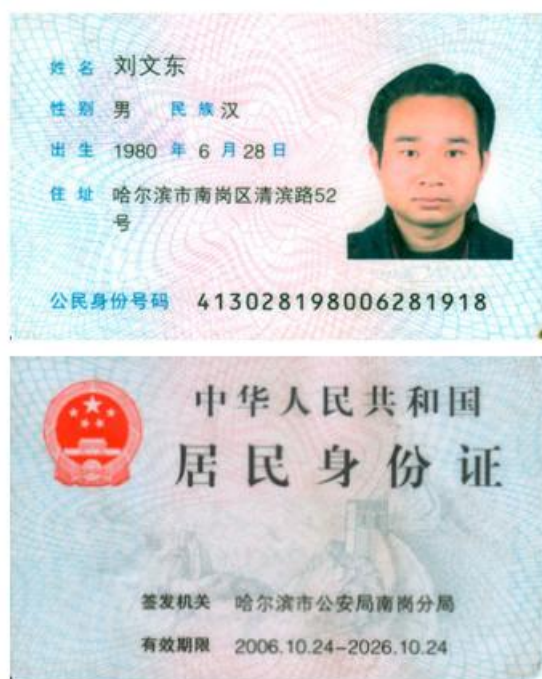 姓名 刘文东
性别 男 民族 汉
出生 1980 年 6 月 28 日
住址 哈尔滨市南岗区清滨路52
号
公民身份号码 413028198006281918
中华人民共和国
居民身份证
签发机关 哈尔滨市公安局南岗分局
有效期限 2006.10.24-2026.10.24